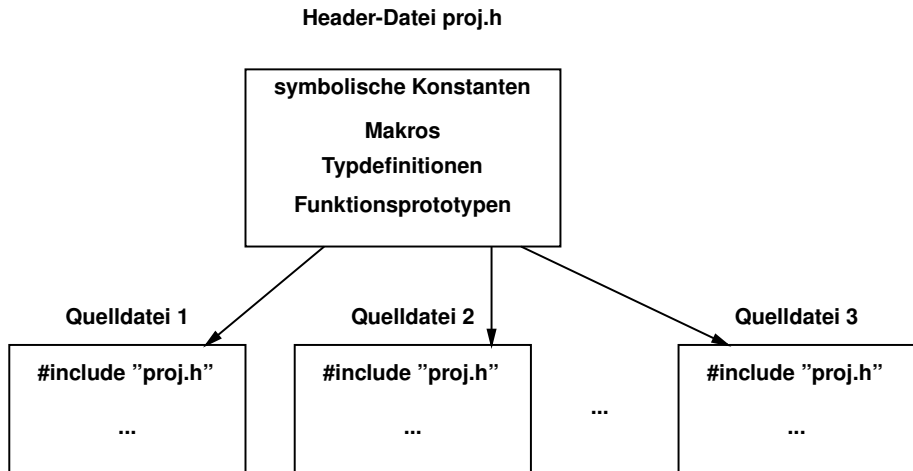 Header-Datei proj.h
symbolische Konstanten
Makros
Typdefinitionen
Funktionsprototypen
Quelldatei 1
Quelldatei 2
Quelldatei 3
#include ”proj.h”
#include ”proj.h”
#include ”proj.h”
...
...
...
...